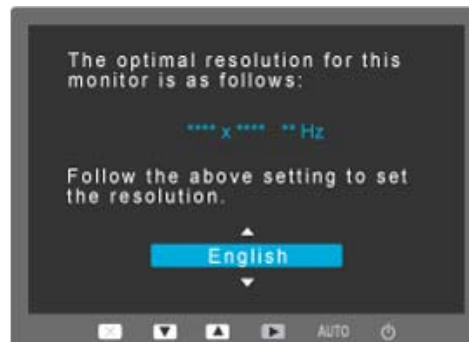 The optimal resolution for this
monitor is as follows:
**** x **** ** Hz
Follow the above setting to set
the resolution.
English
AUTO